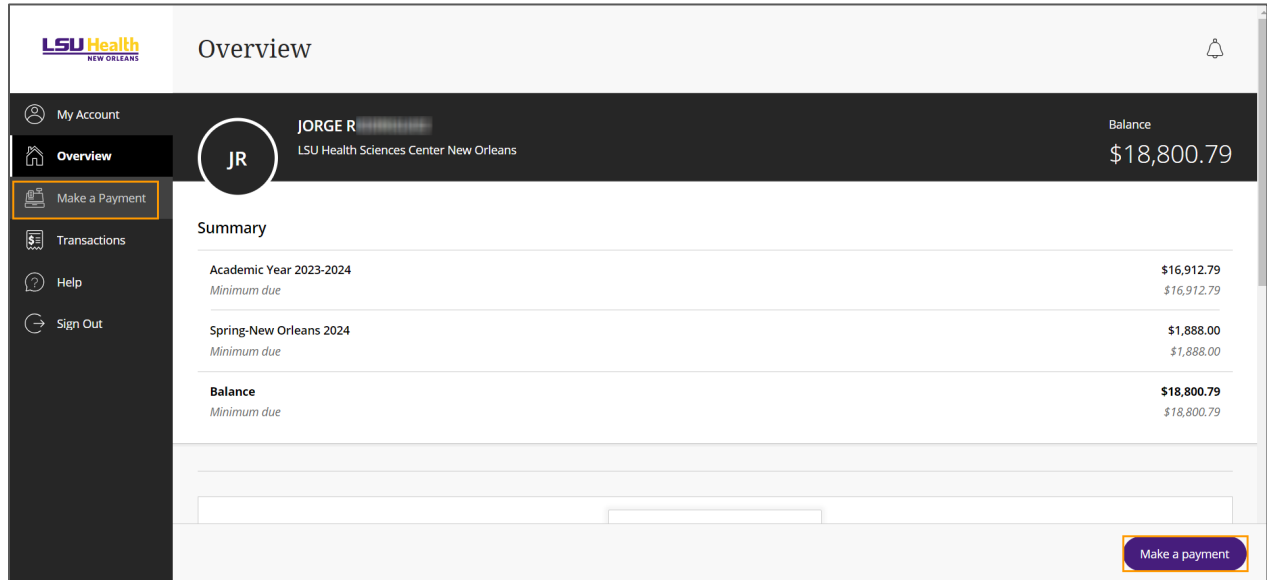 LSU Health
NEW ORLEANS
Overview
My Account
Overview
Make a Payment
Transactions
Help
Sign Out
JR
JORGE R
LSU Health Sciences Center New Orleans
Balance
$18,800.79
Summary
Academic Year 2023-2024 $16,912.79
Minimum due $16,912.79
Spring-New Orleans 2024 $1,888.00
Minimum due $1,888.00
Balance $18,800.79
Minimum due $18,800.79
Make a payment